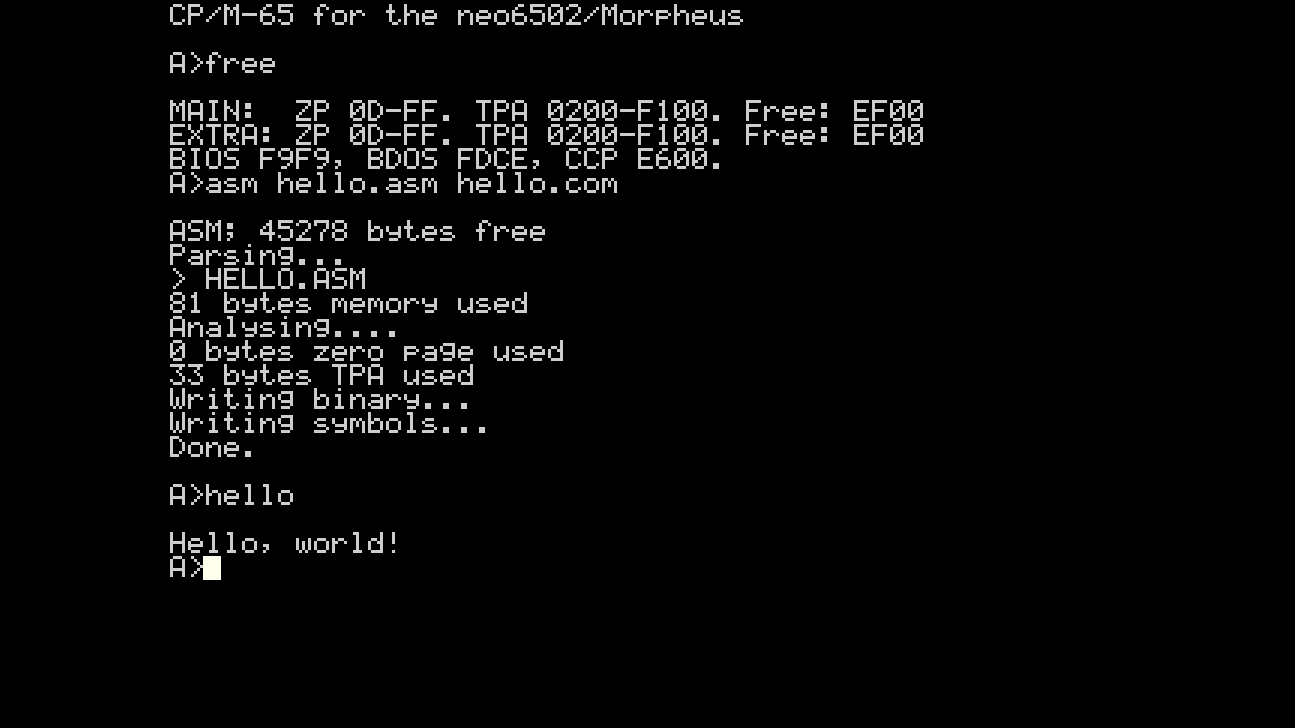 CP/M-65 for the neo6502/Morpheus
A>free
MAIN:  ZP 0D-FF. TPA 0200-F100. Free: EF00
EXTRA: ZP 0D-FF. TPA 0200-F100. Free: EF00
BIOS F9F9, BDOS FDCE, CCP E600.
A>asm hello.asm hello.com
ASM; 45278 bytes free
Parsing...
> HELLO.ASM
81 bytes memory used
Analysing....
0 bytes zero page used
33 bytes TPA used
Writing binary...
Writing symbols...
Done.
A>hello
Hello, world!
A>